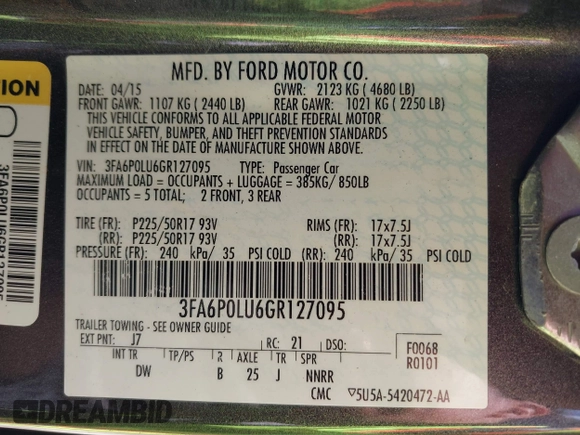 MFD. BY FORD MOTOR CO.
DATE: 04/15 GVWR: 2123 KG ( 4680 LB)
FRONT GAWR: 1107 KG ( 2440 LB) REAR GAWR: 1021 KG ( 2250 LB)
THIS VEHICLE CONFORMS TO ALL APPLICABLE FEDERAL MOTOR
VEHICLE SAFETY, BUMPER, AND THEFT PREVENTION STANDARDS
IN EFFECT ON THE DATE OF MANUFACTURE SHOWN ABOVE.
VIN: 3FA6P0LU6GR127095 TYPE: Passenger Car
MAXIMUM LOAD = OCCUPANTS + LUGGAGE = 385KG/ 850LB
OCCUPANTS = 5 TOTAL; 2 FRONT, 3 REAR
TIRE (FR): P225/50R17 93V RIMS (FR): 17x7.5J
(RR): P225/50R17 93V (RR): 17x7.5J
PRESSURE (FR): 240 kPa/ 35 PSI COLD (RR): 240 kPa/ 35 PSI COLD
3FA6P0LU6GR127095
TRAILER TOWING - SEE OWNER GUIDE
EXT PNT: J7 RC: 21 DSO:
INT TR TP/PS R AXLE TR SPR
DW B 25 J NNRR
CMC ▽5U5A-5420472-AA
F0068
R0101
3FA6P0LU6GR127095
DREAMBID